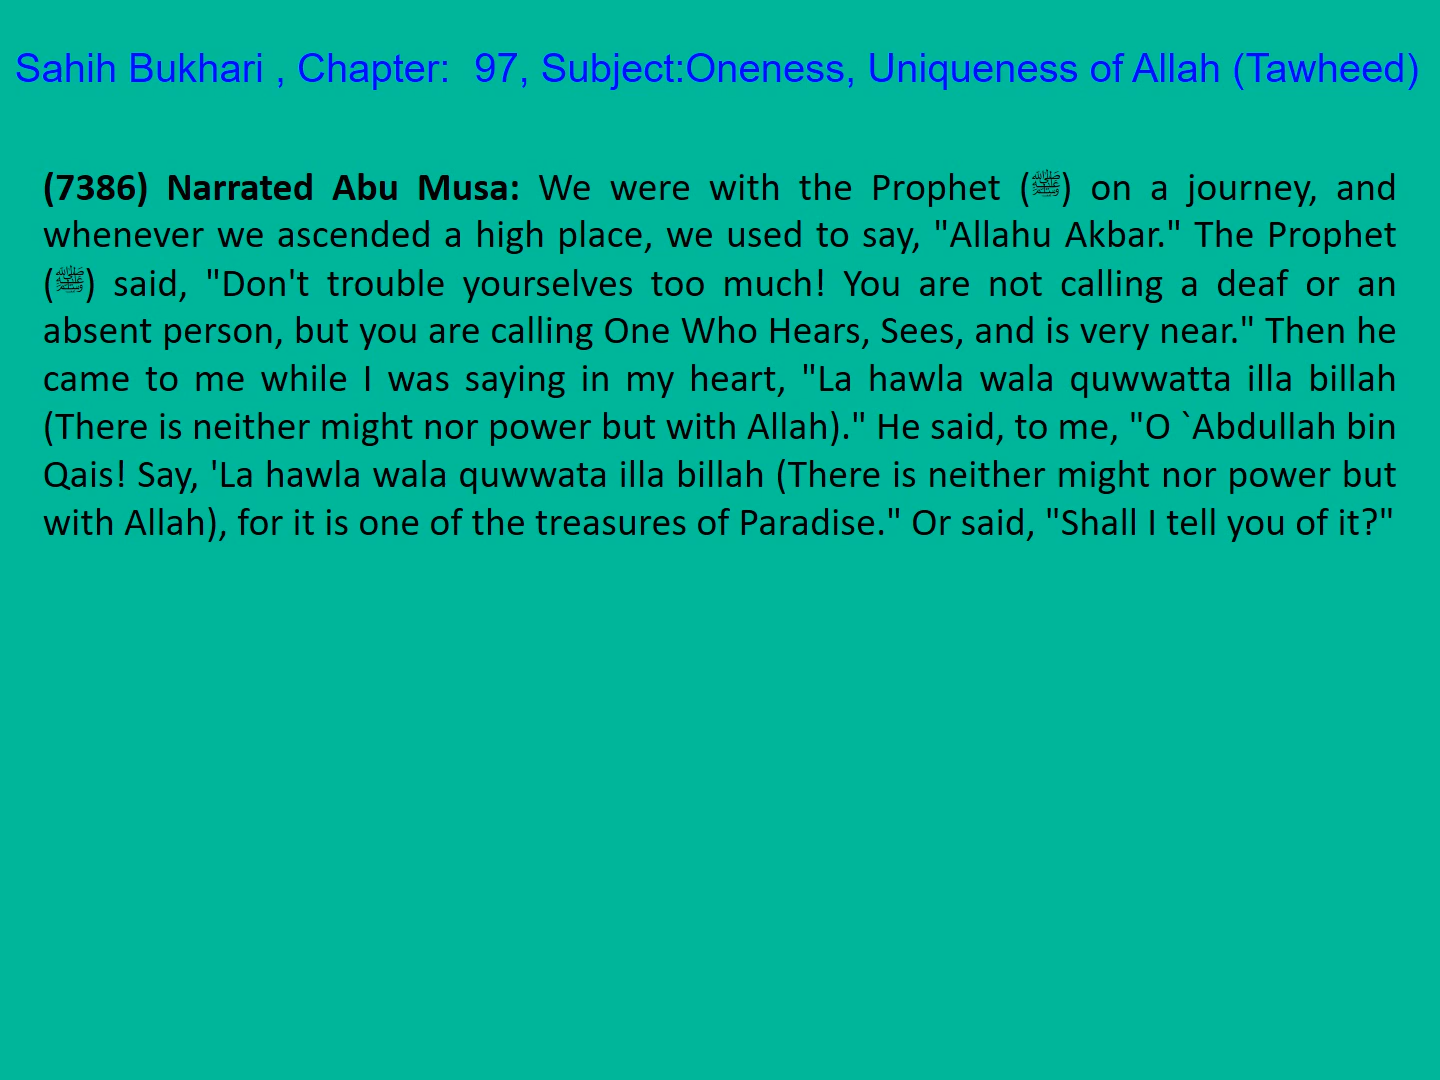 Sahih Bukhari , Chapter:  97, Subject:Oneness, Uniqueness of Allah (Tawheed)
(7386) Narrated Abu Musa: We were with the Prophet (ﷺ) on a journey, and
whenever we ascended a high place, we used to say, "Allahu Akbar." The Prophet
(ﷺ) said, "Don't trouble yourselves too much! You are not calling a deaf or an
absent person, but you are calling One Who Hears, Sees, and is very near." Then he
came to me while I was saying in my heart, "La hawla wala quwwatta illa billah
(There is neither might nor power but with Allah)." He said, to me, "O `Abdullah bin
Qais! Say, 'La hawla wala quwwata illa billah (There is neither might nor power but
with Allah), for it is one of the treasures of Paradise." Or said, "Shall I tell you of it?"